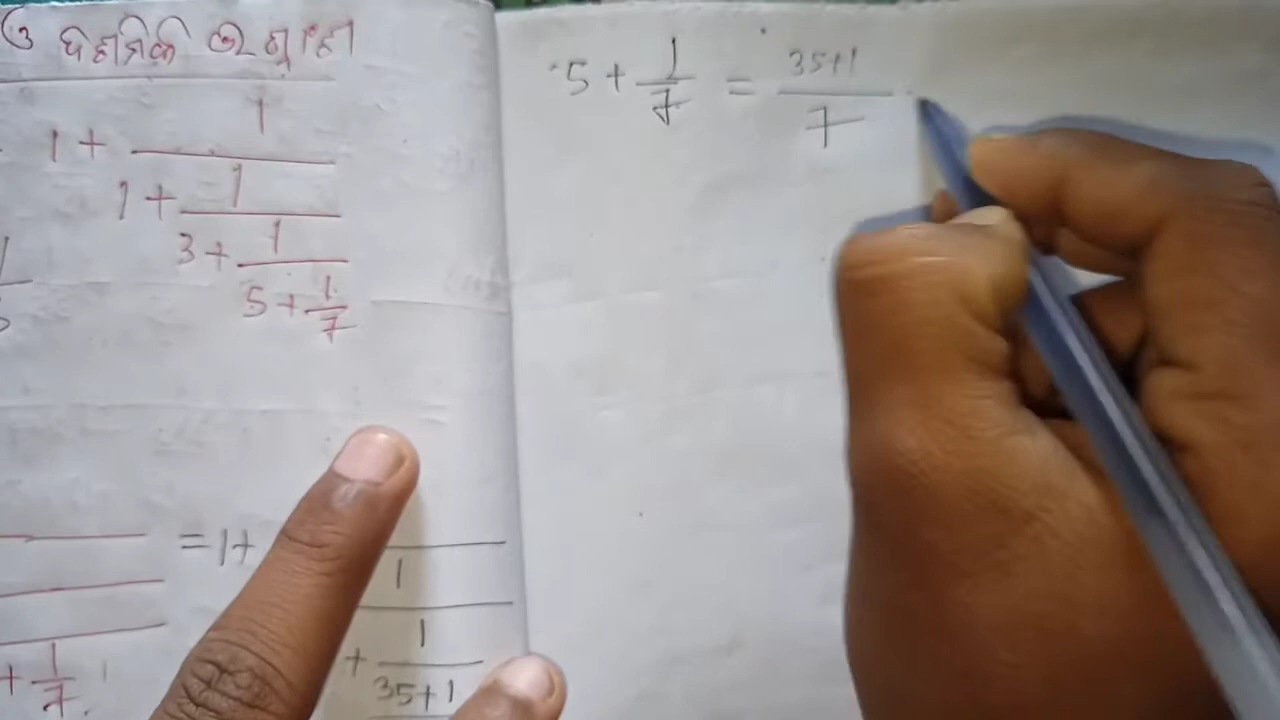 ଓ ଦଶମିକ ଭଗ୍ନାଂଶ
1 + 1
1 + 1
3 + 1
5 + 1/7
= 1 +
1
+ 1
35+1
+ 1/7
5 + 1/7 = 35+1/7